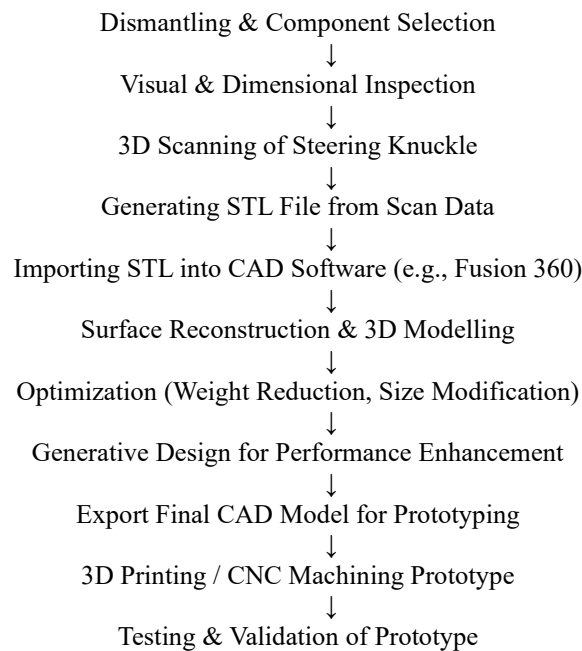 Dismantling & Component Selection
↓
Visual & Dimensional Inspection
↓
3D Scanning of Steering Knuckle
↓
Generating STL File from Scan Data
↓
Importing STL into CAD Software (e.g., Fusion 360)
↓
Surface Reconstruction & 3D Modelling
↓
Optimization (Weight Reduction, Size Modification)
↓
Generative Design for Performance Enhancement
↓
Export Final CAD Model for Prototyping
↓
3D Printing / CNC Machining Prototype
↓
Testing & Validation of Prototype